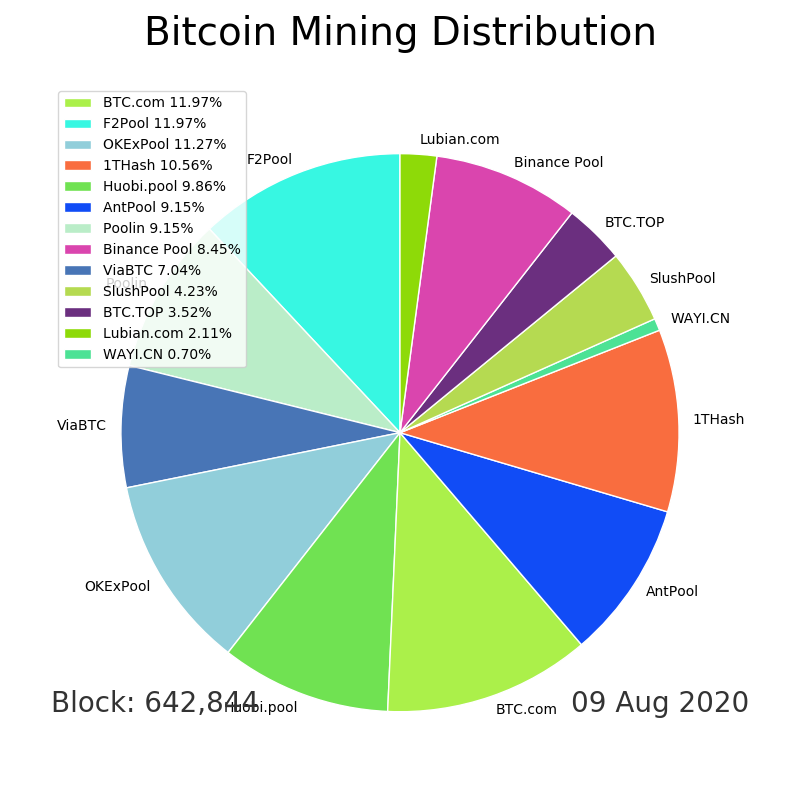 Bitcoin Mining Distribution
BTC.com 11.97%
F2Pool 11.97%
OKExPool 11.27%
1THash 10.56%
Huobi.pool 9.86%
AntPool 9.15%
Poolin 9.15%
Binance Pool 8.45%
ViaBTC 7.04%
SlushPool 4.23%
BTC.TOP 3.52%
Lubian.com 2.11%
WAYI.CN 0.70%
F2Pool
Lubian.com
Binance Pool
BTC.TOP
SlushPool
WAYI.CN
Poolin
1THash
ViaBTC
OKExPool
AntPool
Huobi.pool
BTC.com
Block: 642,844
09 Aug 2020